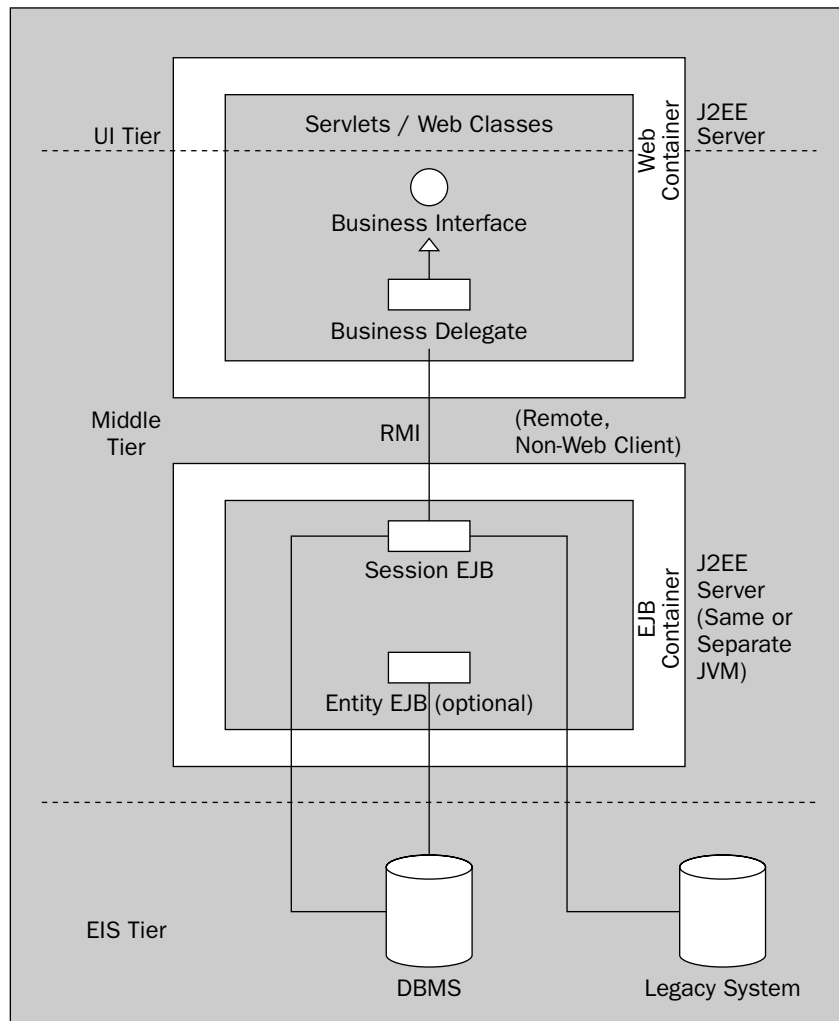 Servlets / Web Classes
UI Tier
Web
Container
J2EE
Server
Business Interface
Business Delegate
Middle
Tier
RMI
(Remote,
Non-Web Client)
Session EJB
EJB
Container
J2EE
Server
(Same or
Separate
JVM)
Entity EJB (optional)
EIS Tier
DBMS
Legacy System